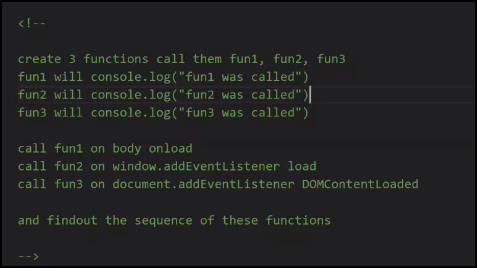 <!--
create 3 functions call them fun1, fun2, fun3
fun1 will console.log("fun1 was called")
fun2 will console.log("fun2 was called")
fun3 will console.log("fun3 was called")
call fun1 on body onload
call fun2 on window.addEventListener load
call fun3 on document.addEventListener DOMContentLoaded
and findout the sequence of these functions
-->